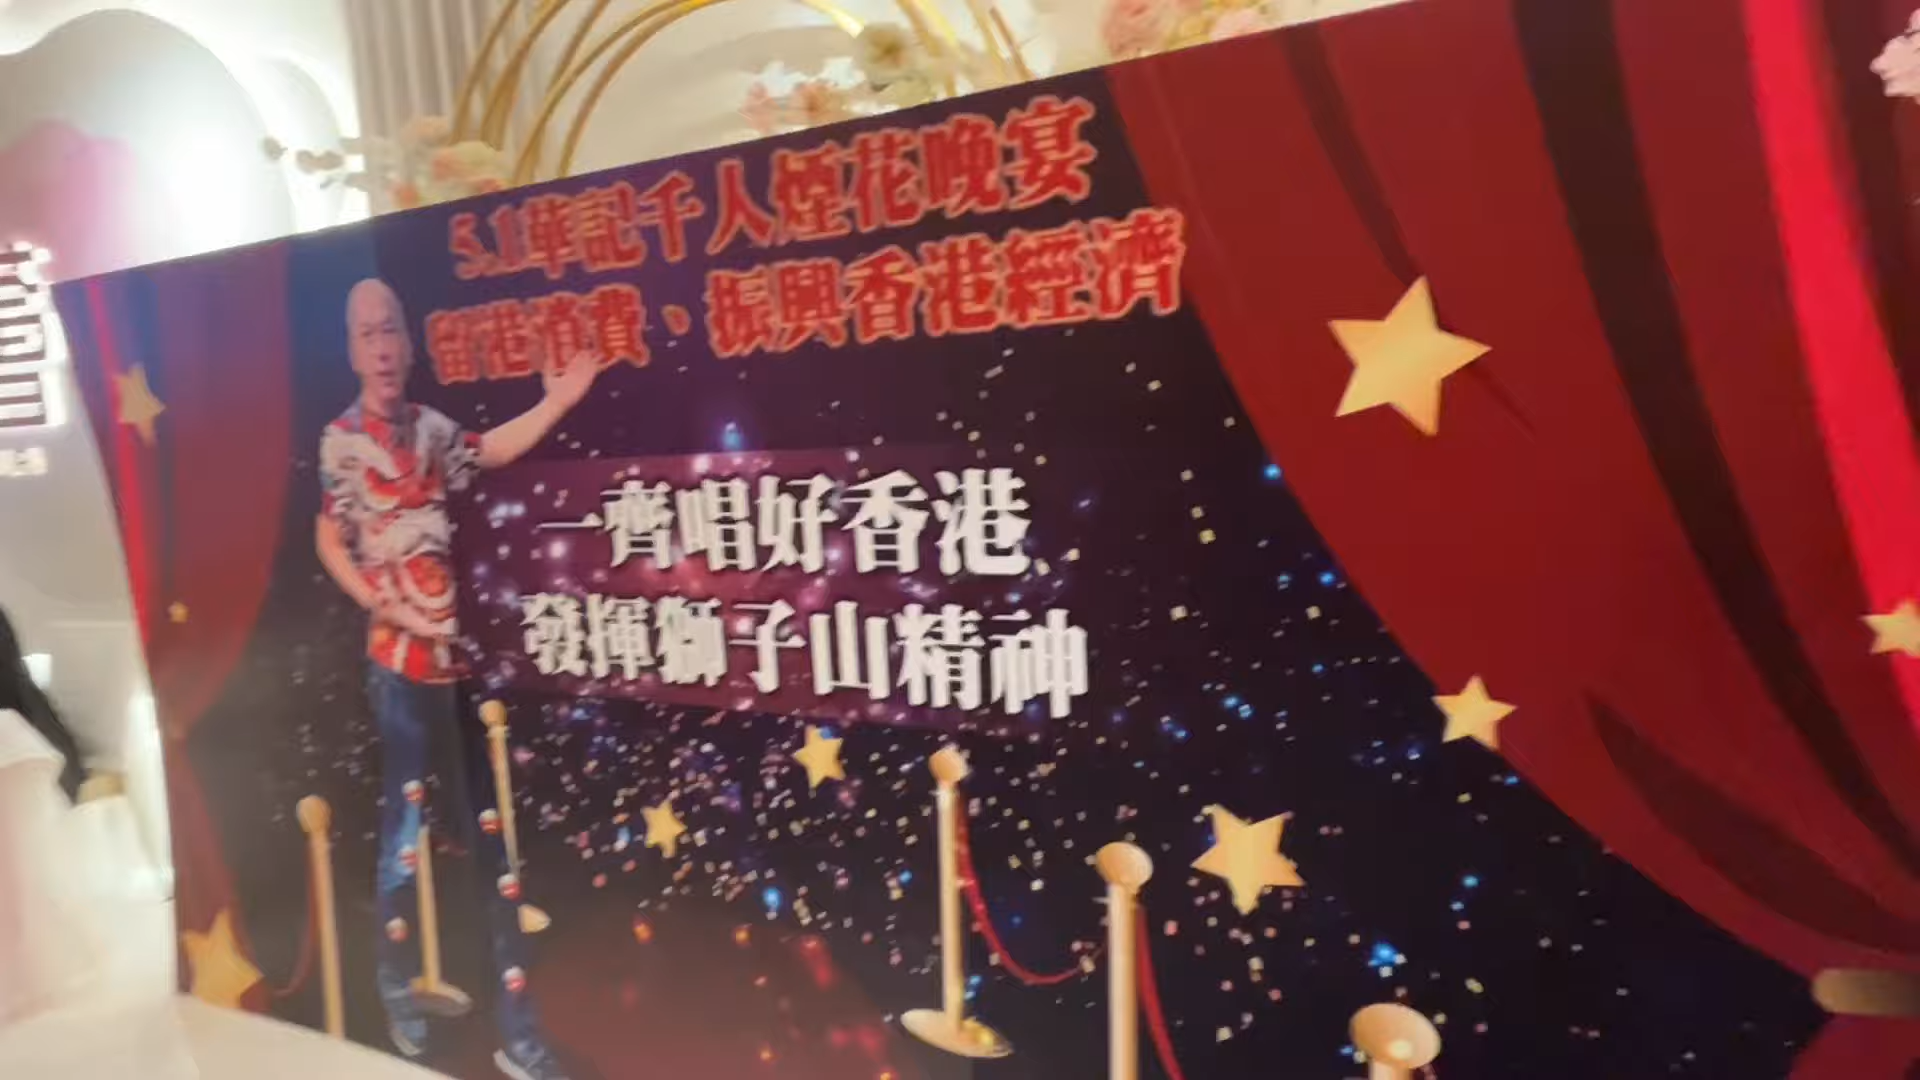 5.1華記千人煙花晚宴
留港消費、振興香港經濟
一齊唱好香港
發揮獅子山精神